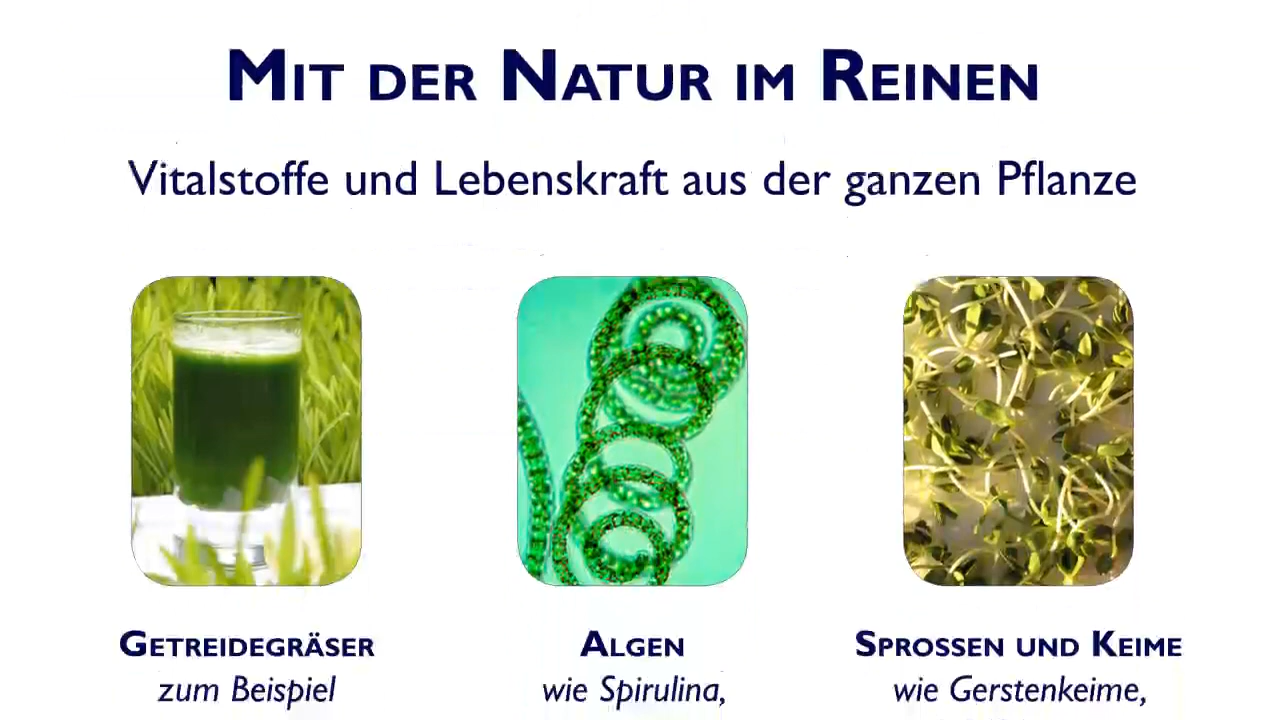 Mit der Natur im Reinen
Vitalstoffe und Lebenskraft aus der ganzen Pflanze
Getreidegräser
zum Beispiel
Algen
wie Spirulina,
Sprossen und Keime
wie Gerstenkeime,